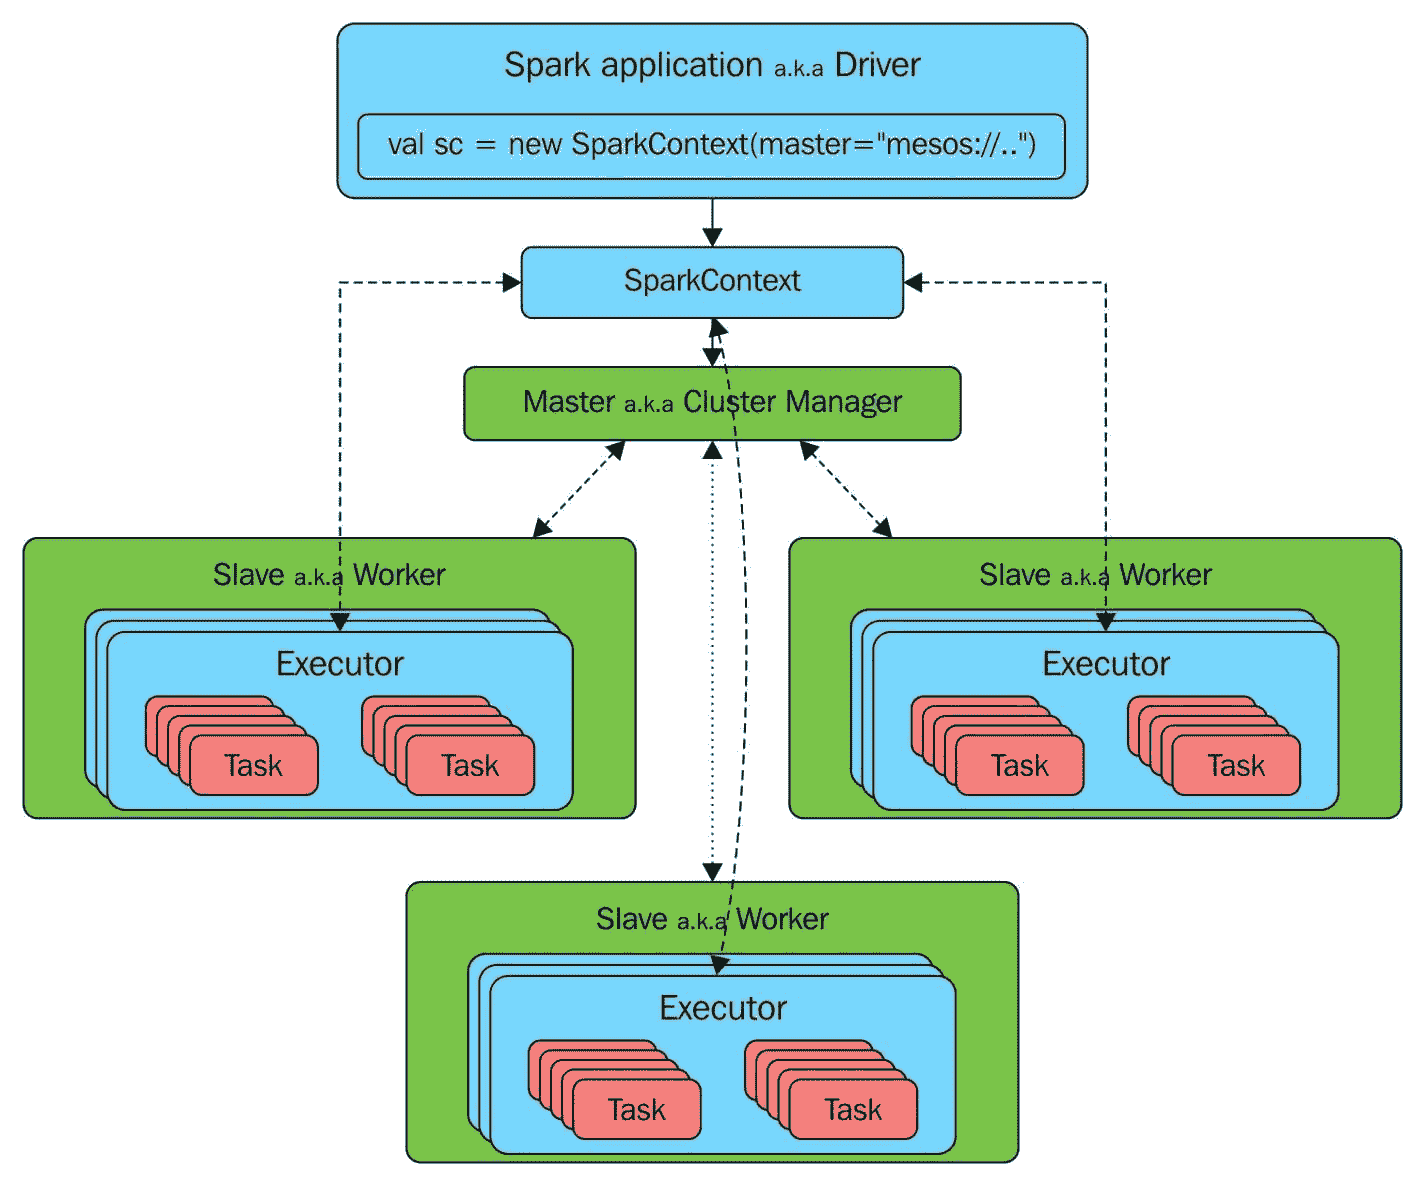 Spark application a.k.a Driver
val sc = new SparkContext(master="mesos://..")
SparkContext
Master a.k.a Cluster Manager
Slave a.k.a Worker
Executor
Task
Task
Slave a.k.a Worker
Executor
Task
Task
Slave a.k.a Worker
Executor
Task
Task